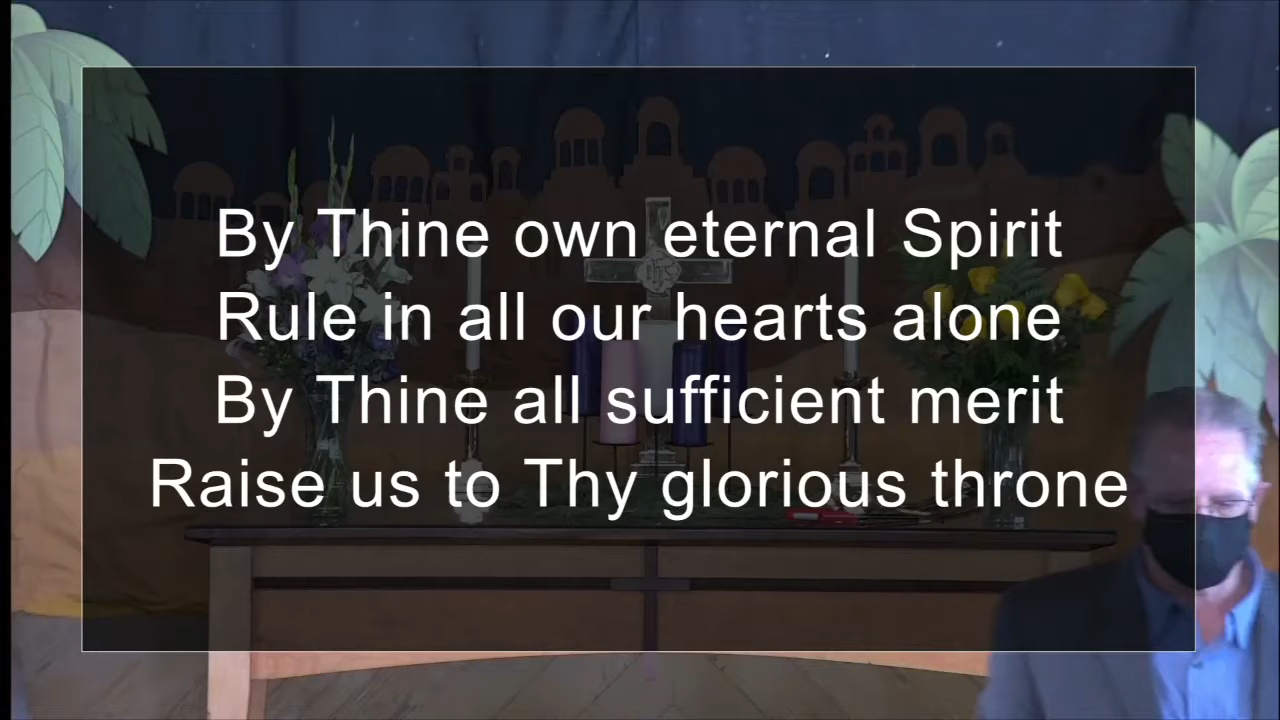 By Thine own eternal Spirit
Rule in all our hearts alone
By Thine all sufficient merit
Raise us to Thy glorious throne